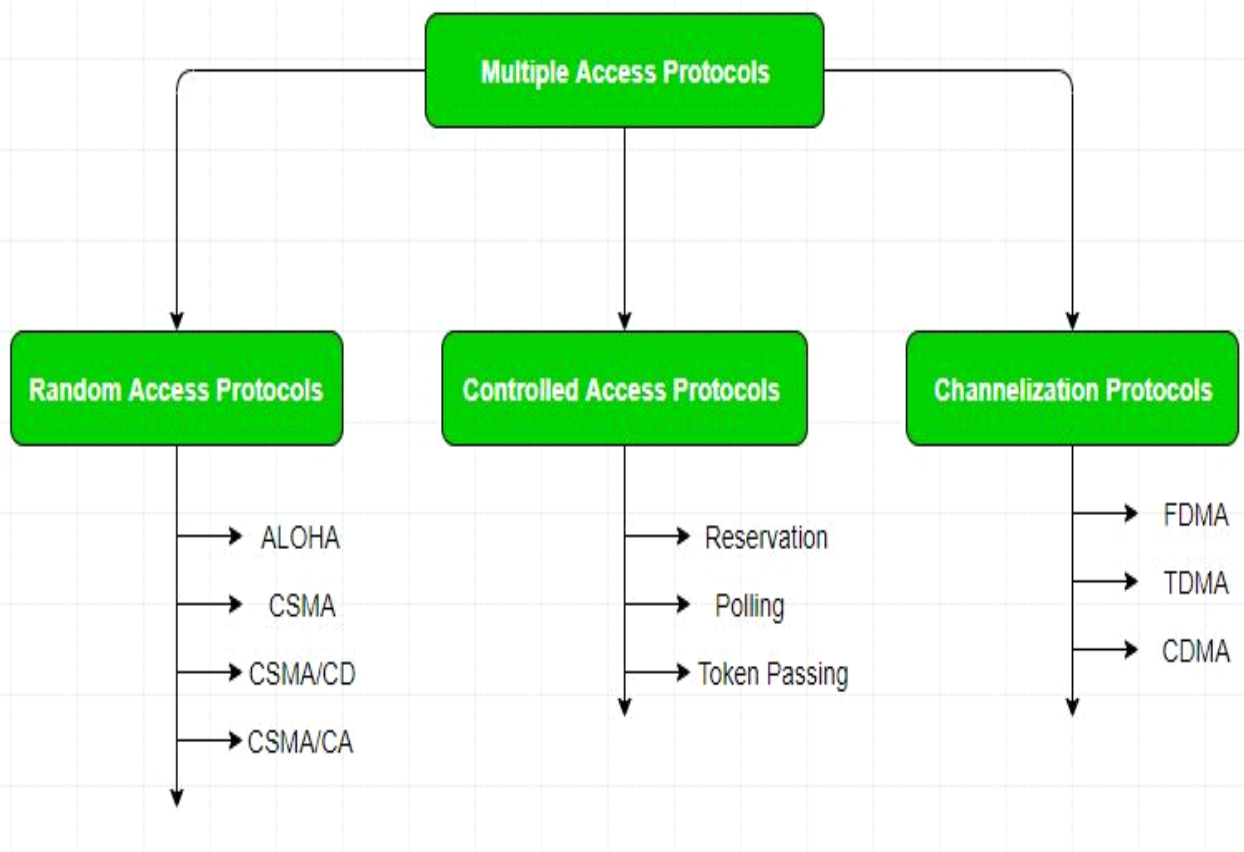 Multiple Access Protocols
Random Access Protocols
Controlled Access Protocols
Channelization Protocols
ALOHA
CSMA
CSMA/CD
CSMA/CA
Reservation
Polling
Token Passing
FDMA
TDMA
CDMA